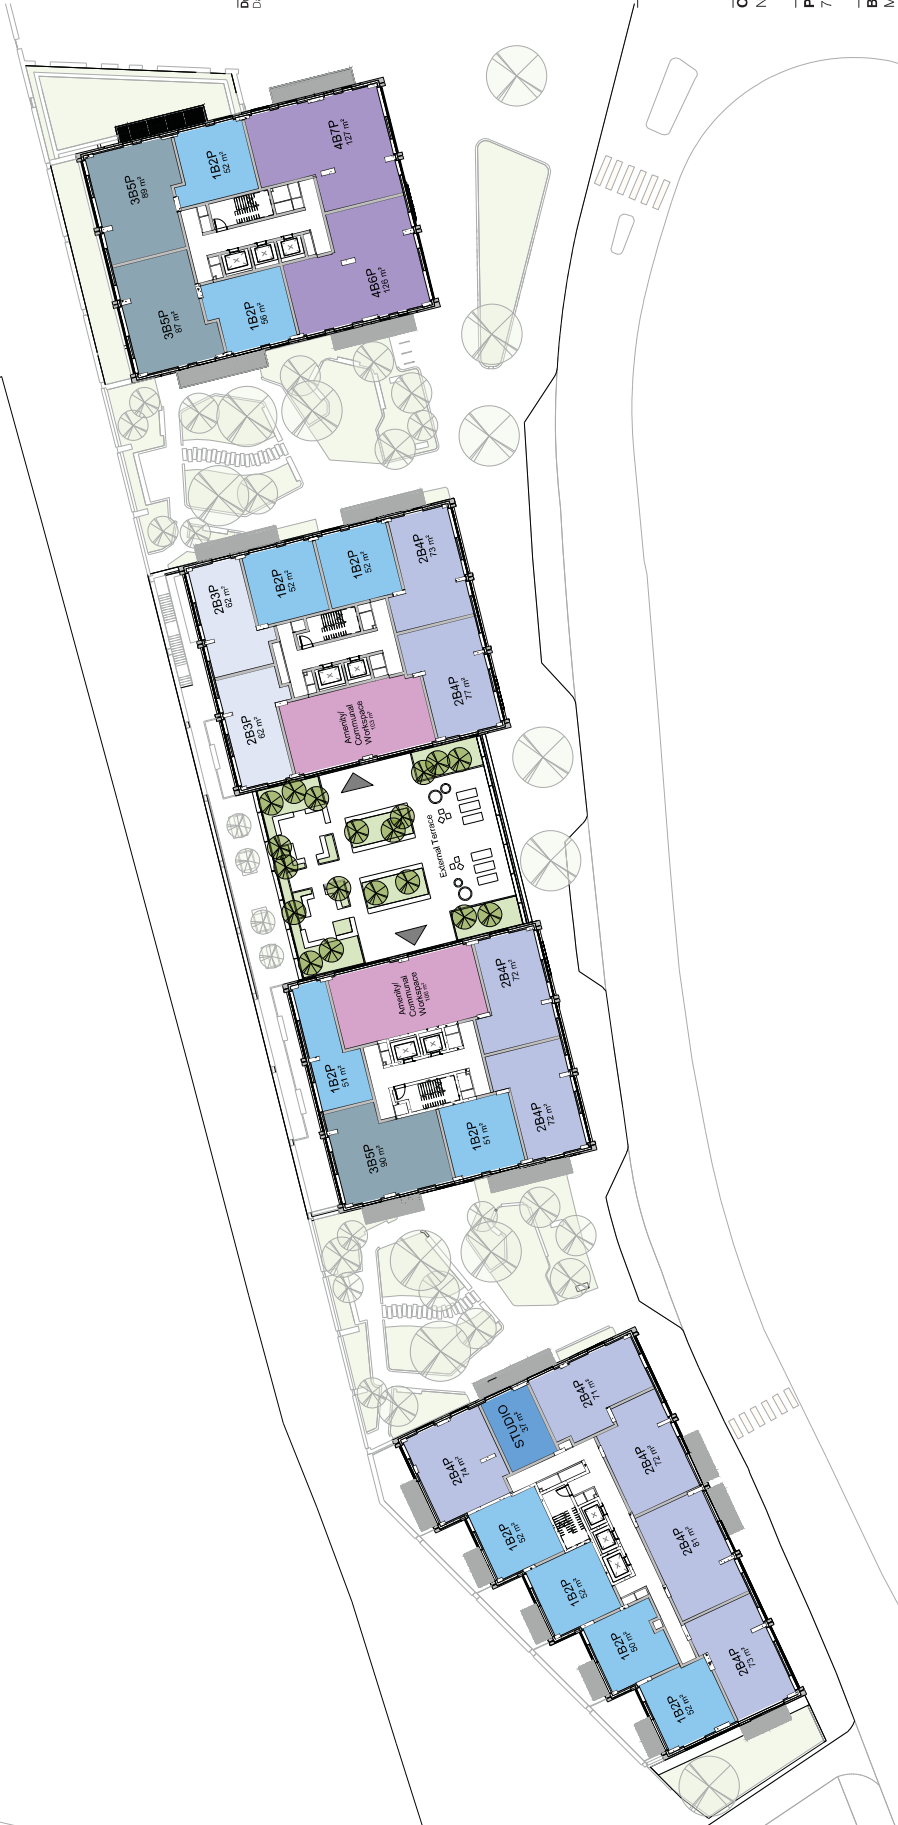 3B5P
89 m²
1B2P
52 m²
4B7P
127 m²
3B5P
87 m²
1B2P
56 m²
4B6P
126 m²
2B3P
62 m²
1B2P
52 m²
1B2P
52 m²
2B4P
73 m²
2B3P
62 m²
Amenity/
Communal
Workspace
103 m²
2B4P
77 m²
External Terrace
1B2P
51 m²
Amenity/
Communal
Workspace
106 m²
2B4P
72 m²
3B5P
90 m²
1B2P
51 m²
2B4P
72 m²
2B4P
74 m²
STUDIO
37 m²
2B4P
71 m²
1B2P
52 m²
2B4P
72 m²
1B2P
52 m²
2B4P
81 m²
1B2P
50 m²
1B2P
52 m²
2B4P
73 m²